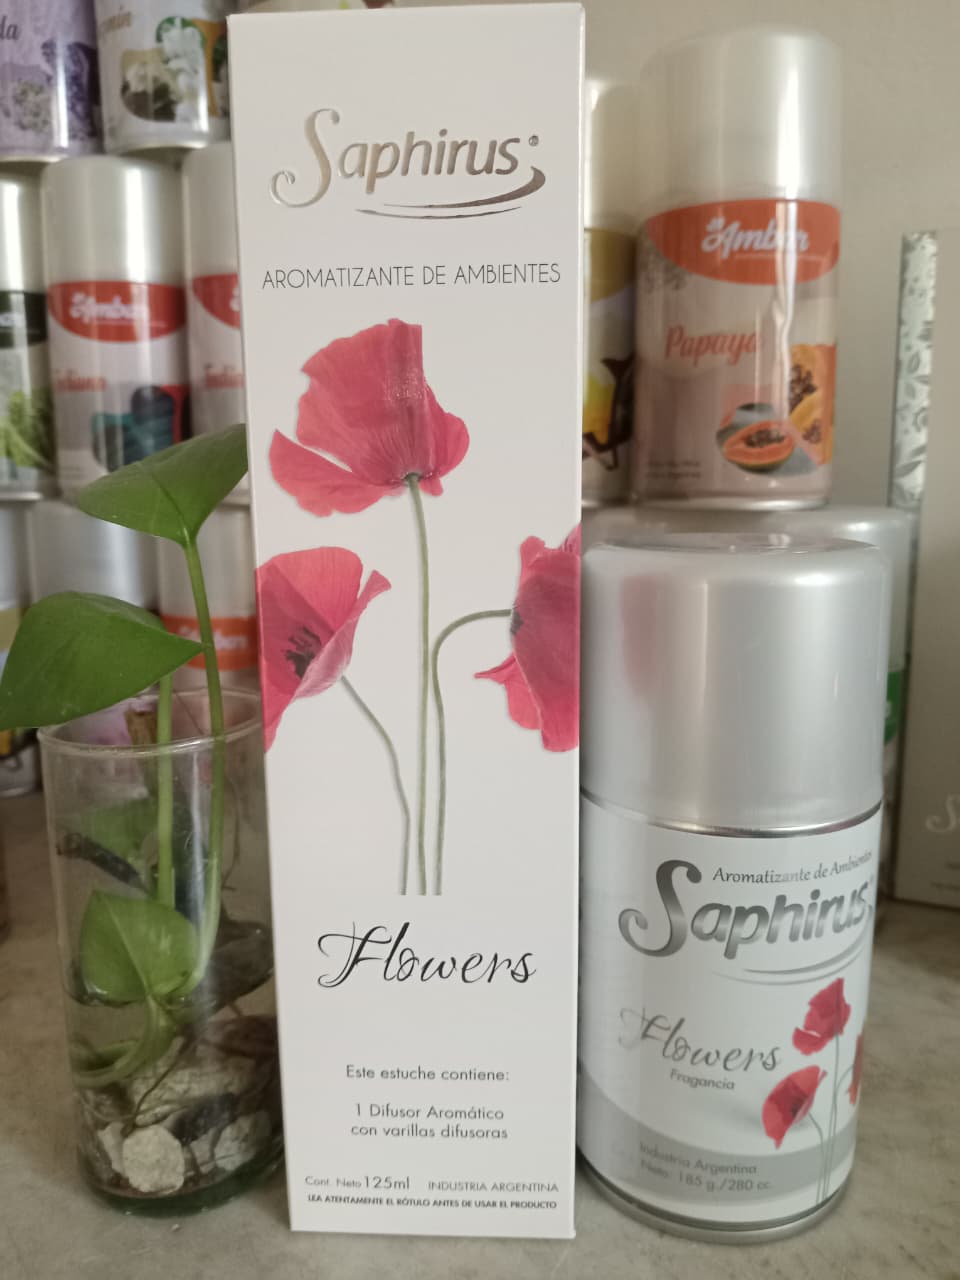 Saphirus®
AROMATIZANTE DE AMBIENTES
Flowers
Este estuche contiene:
1 Difusor Aromático
con varillas difusoras
Cont. Neto 125ml INDUSTRIA ARGENTINA
LEA ATENTAMENTE EL RÓTULO ANTES DE USAR EL PRODUCTO
Aromatizante de Ambientes
Saphirus
Flowers
Fragancia
Industria Argentina
Neto: 185 g./280 cc.
Ambar
Papaya
Ambar